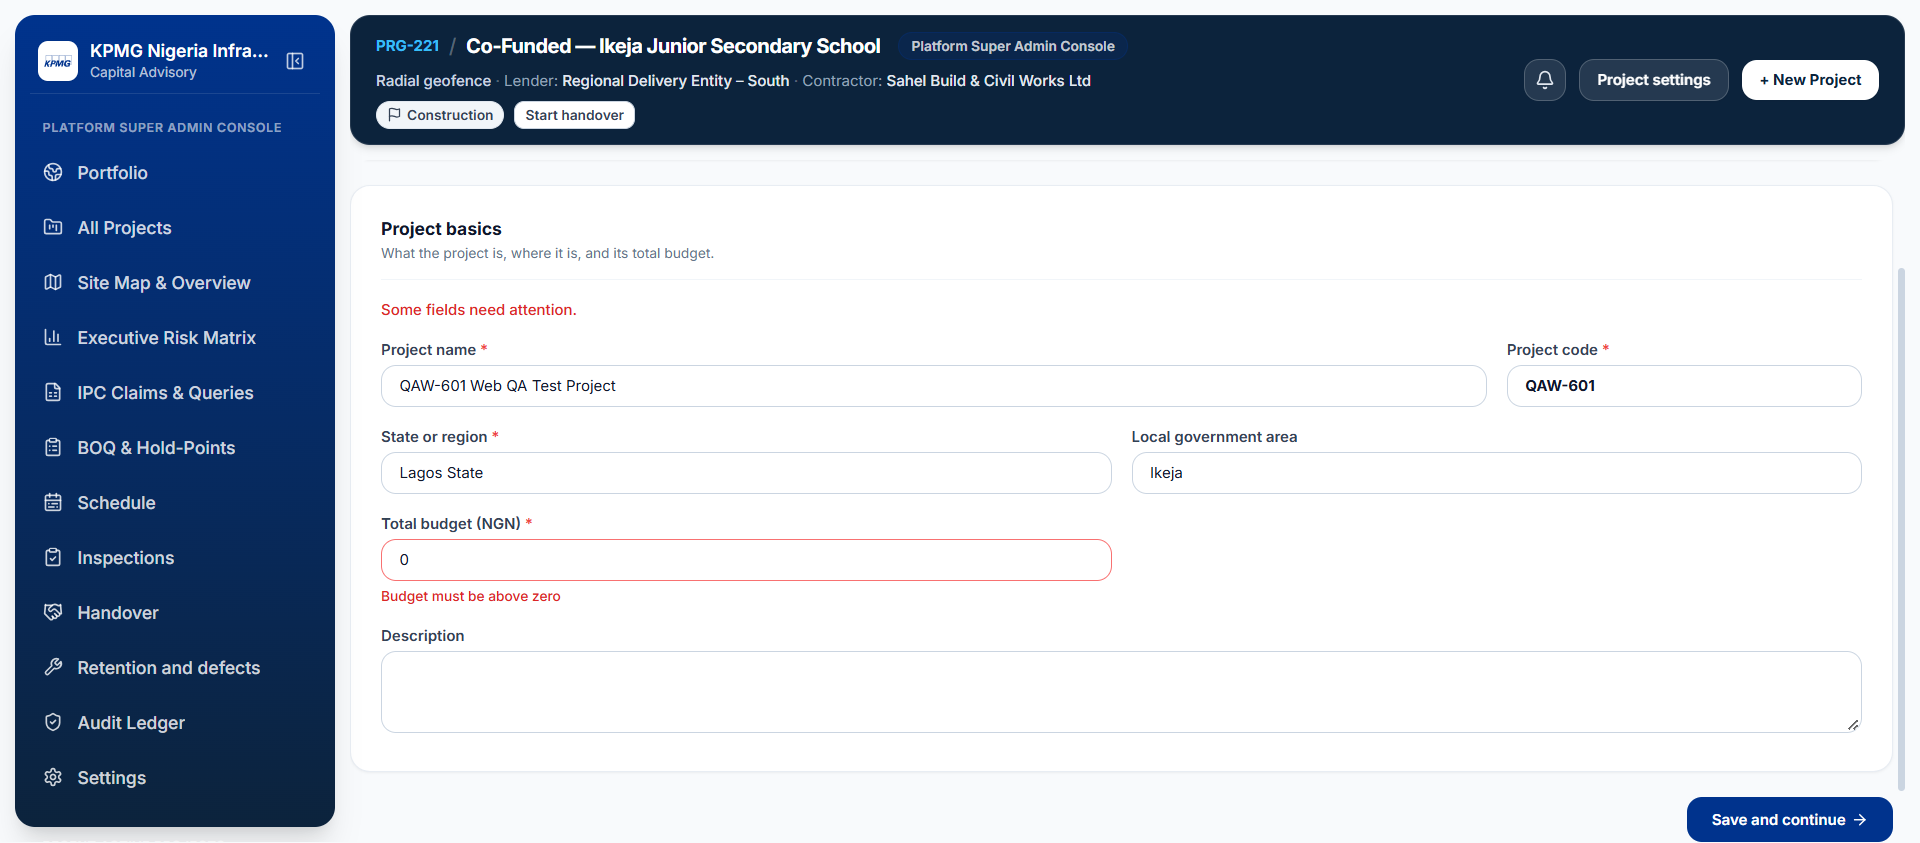 KPMG
KPMG Nigeria Infra...
Capital Advisory
PLATFORM SUPER ADMIN CONSOLE
Portfolio
All Projects
Site Map & Overview
Executive Risk Matrix
IPC Claims & Queries
BOQ & Hold-Points
Schedule
Inspections
Handover
Retention and defects
Audit Ledger
Settings
PRG-221 / Co-Funded — Ikeja Junior Secondary School Platform Super Admin Console
Radial geofence · Lender: Regional Delivery Entity – South · Contractor: Sahel Build & Civil Works Ltd
Construction Start handover
Project settings
+ New Project
Project basics
What the project is, where it is, and its total budget.
Some fields need attention.
Project name * Project code *
QAW-601 Web QA Test Project QAW-601
State or region * Local government area
Lagos State Ikeja
Total budget (NGN) *
0
Budget must be above zero
Description
Save and continue →